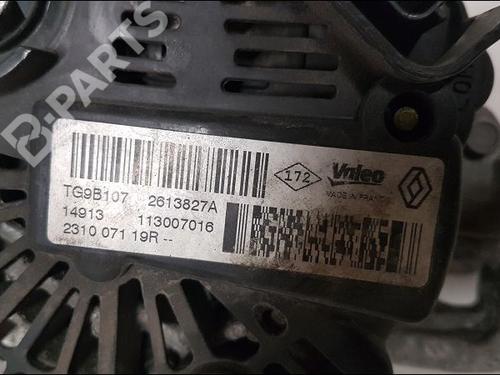 B-PARTS
172 Valeo
MADE IN FRANCE
TG9B107 2613827A
14913 113007016
2310 071 19R --